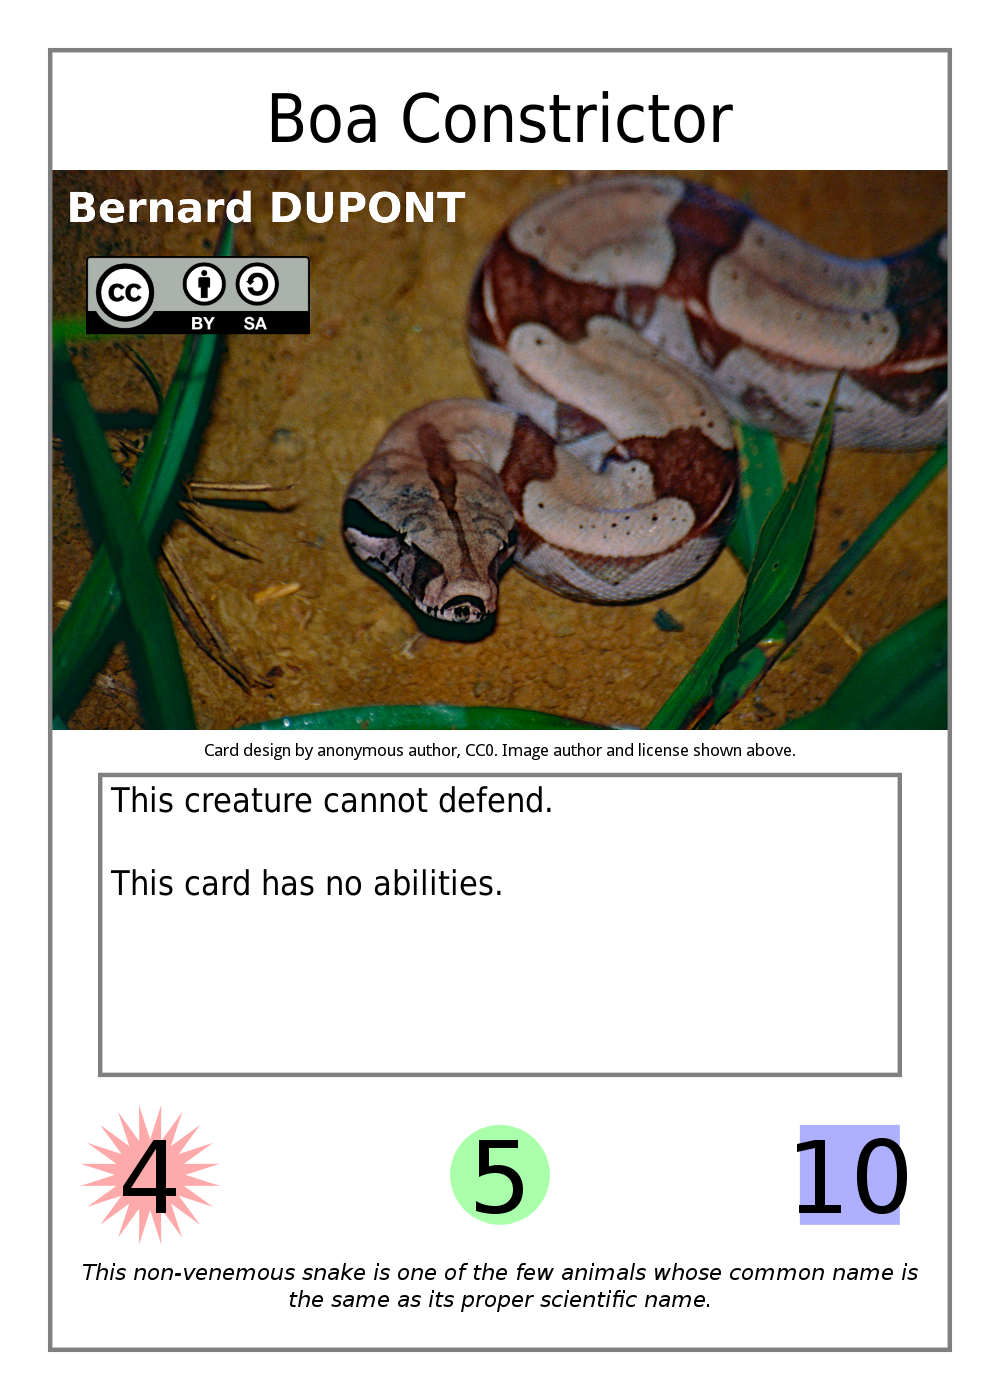 Boa Constrictor
Bernard DUPONT
CC BY SA
Card design by anonymous author, CC0. Image author and license shown above.
This creature cannot defend.
This card has no abilities.
4 5 10
This non-venemous snake is one of the few animals whose common name is
the same as its proper scientific name.